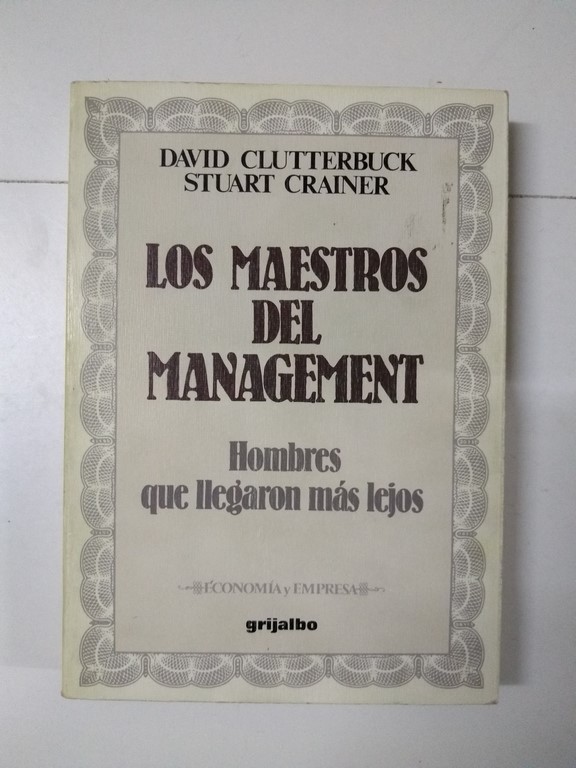 DAVID CLUTTERBUCK
STUART CRAINER
LOS MAESTROS
DEL
MANAGEMENT
Hombres
que llegaron más lejos
ECONOMÍA y EMPRESA
grijalbo